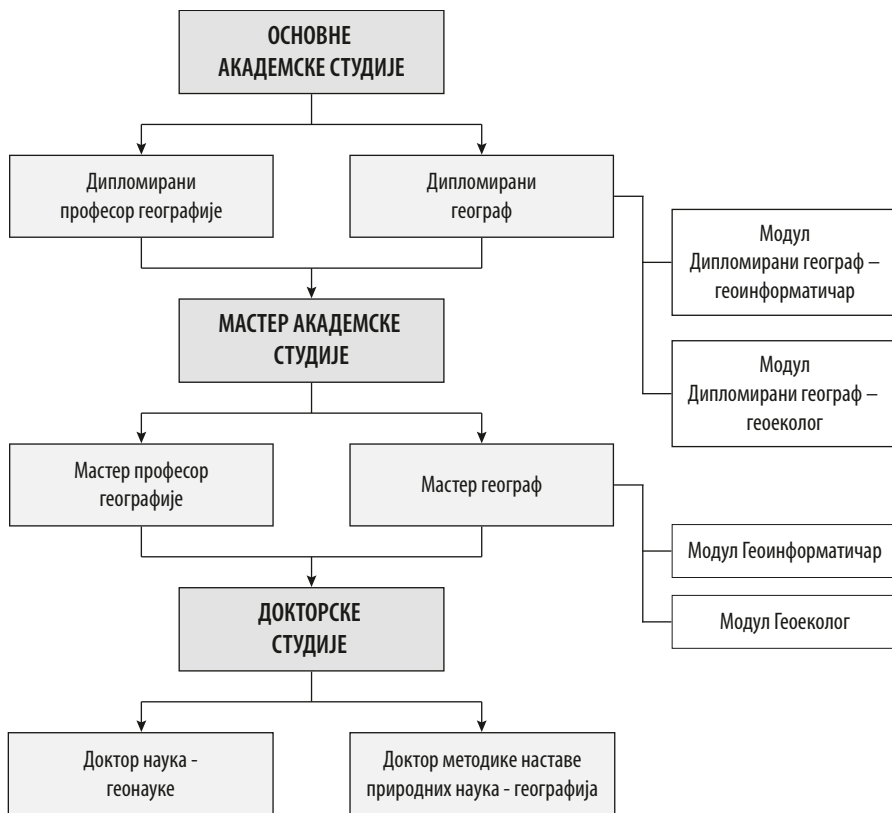 ОСНОВНЕ
АКАДЕМСКЕ СТУДИЈЕ
Дипломирани
професор географије
Дипломирани
географ
Модул
Дипломирани географ –
геоинформатичар
МАСТЕР АКАДЕМСКЕ
СТУДИЈЕ
Модул
Дипломирани географ –
геоеколог
Мастер професор
географије
Мастер географ
Модул Геоинформатичар
ДОКТОРСКЕ
СТУДИЈЕ
Модул Геоеколог
Доктор наука -
геонауке
Доктор методике наставе
природних наука - географија